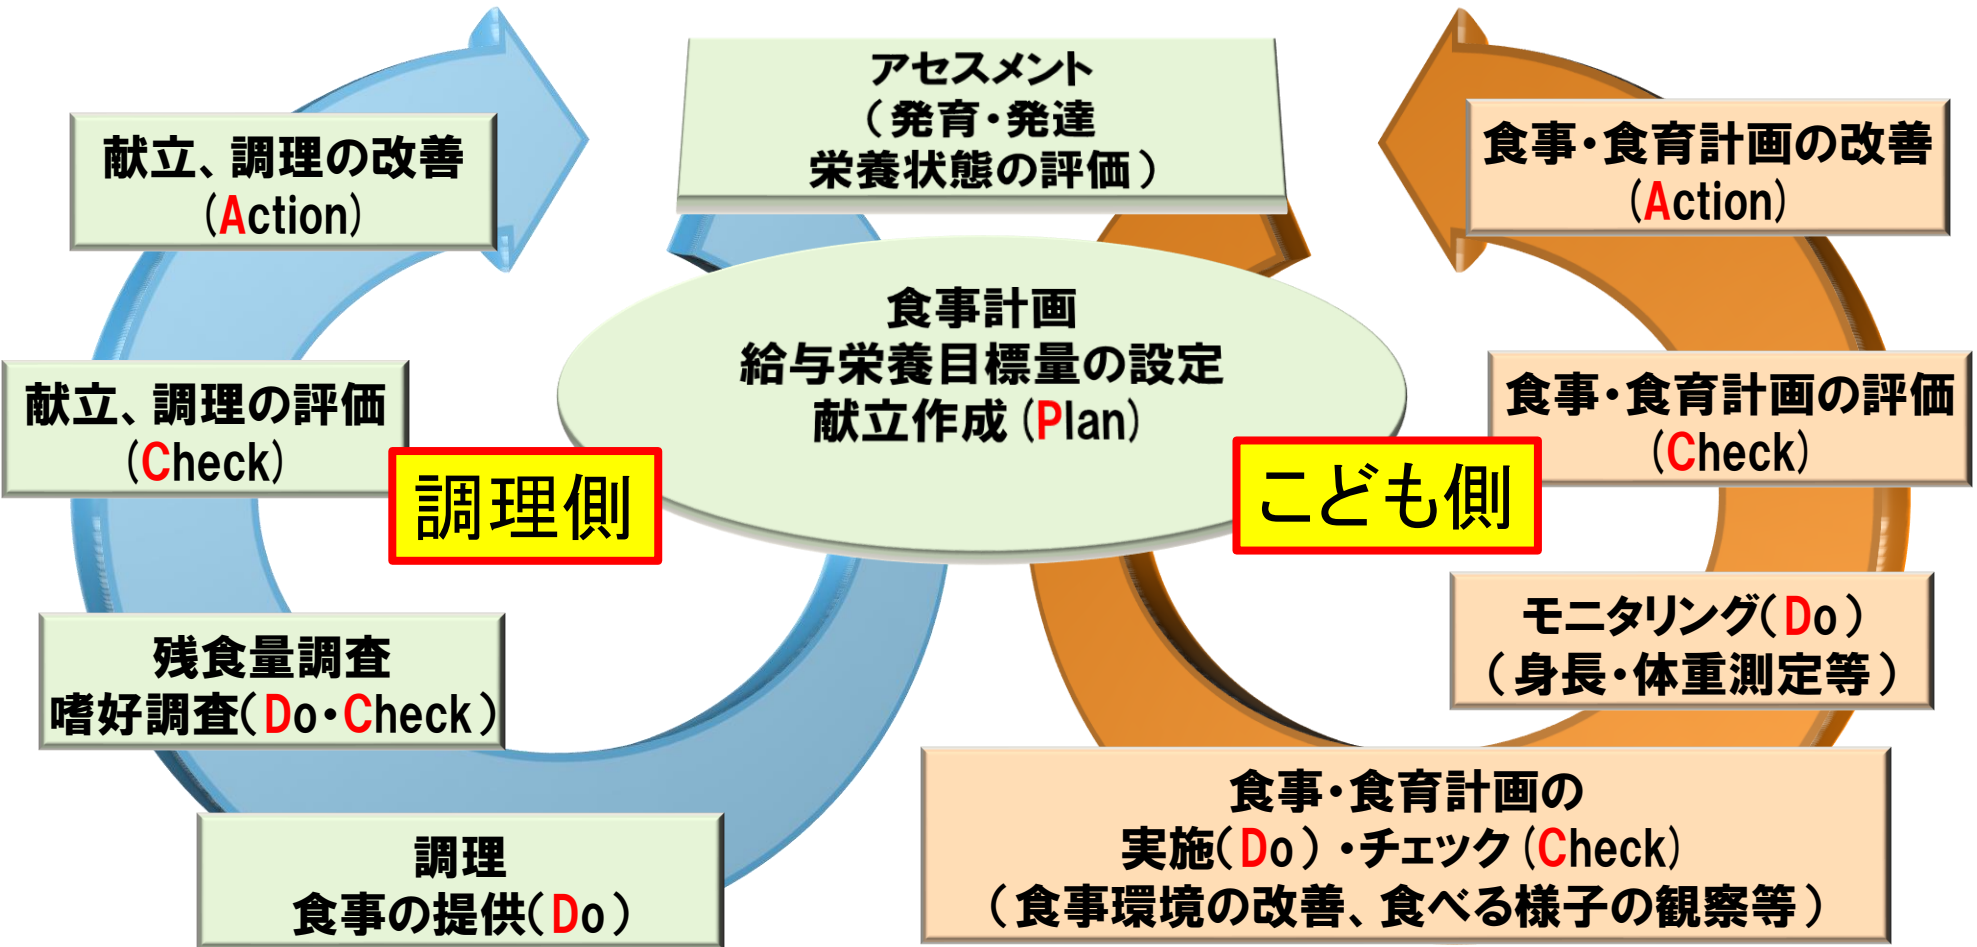 アセスメント
（発育・発達
栄養状態の評価）
食事計画
給与栄養目標量の設定
献立作成(Plan)
調理側
献立、調理の改善
(Action)
献立、調理の評価
(Check)
残食量調査
嗜好調査(Do・Check)
調理
食事の提供(Do)
こども側
食事・食育計画の改善
(Action)
食事・食育計画の評価
(Check)
モニタリング(Do)
（身長・体重測定等）
食事・食育計画の
実施(Do)・チェック(Check)
（食事環境の改善、食べる様子の観察等）